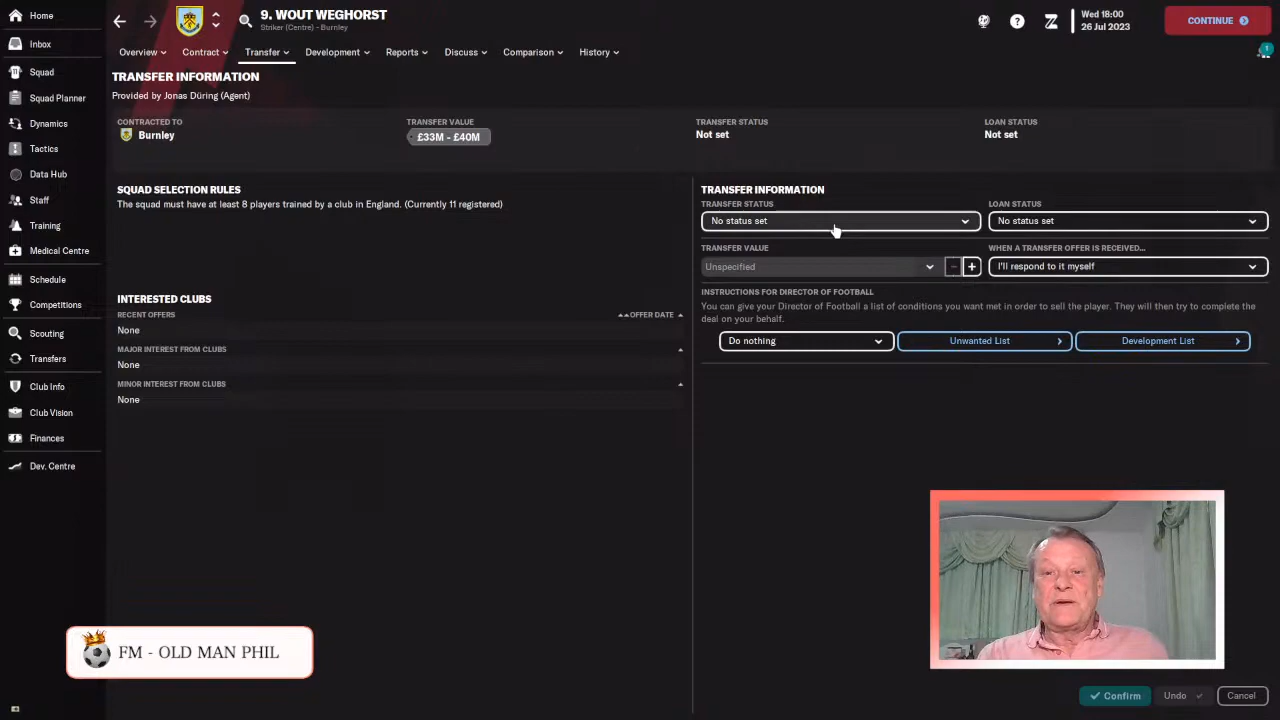 Home
Inbox
Squad
Squad Planner
Dynamics
Tactics
Data Hub
Staff
Training
Medical Centre
Schedule
Competitions
Scouting
Transfers
Club Info
Club Vision
Finances
Dev. Centre
9. WOUT WEGHORST
Striker (Centre) - Burnley
Wed 18:00
26 Jul 2023
CONTINUE
1
Overview
Contract
Transfer
Development
Reports
Discuss
Comparison
History
TRANSFER INFORMATION
Provided by Jonas Düring (Agent)
CONTRACTED TO
Burnley
TRANSFER VALUE
£33M - £40M
TRANSFER STATUS
Not set
LOAN STATUS
Not set
SQUAD SELECTION RULES
The squad must have at least 8 players trained by a club in England. (Currently 11 registered)
INTERESTED CLUBS
RECENT OFFERS
OFFER DATE
None
MAJOR INTEREST FROM CLUBS
None
MINOR INTEREST FROM CLUBS
None
TRANSFER INFORMATION
TRANSFER STATUS
No status set
LOAN STATUS
No status set
TRANSFER VALUE
Unspecified
- +
WHEN A TRANSFER OFFER IS RECEIVED...
I'll respond to it myself
INSTRUCTIONS FOR DIRECTOR OF FOOTBALL
You can give your Director of Football a list of conditions you want met in order to sell the player. They will then try to complete the
deal on your behalf.
Do nothing
Unwanted List
Development List
FM - OLD MAN PHIL
Confirm
Undo
Cancel